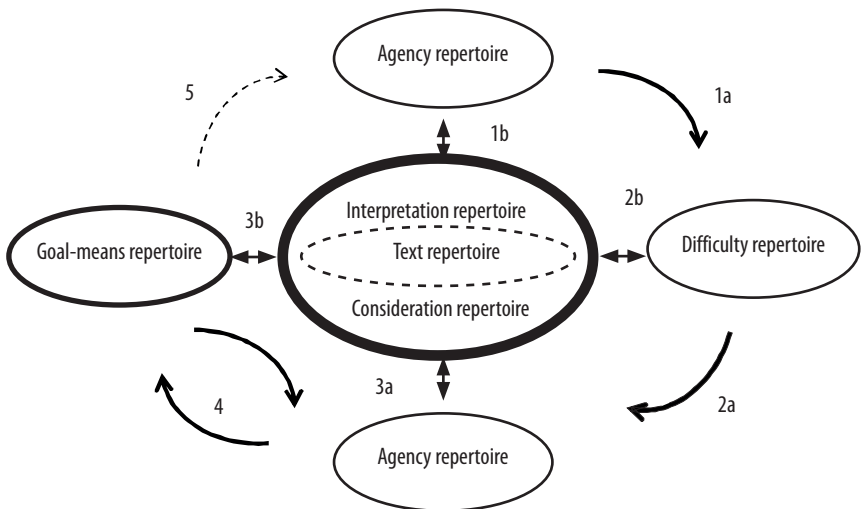 Agency repertoire
5
1a
1b
Interpretation repertoire
2b
3b
Goal-means repertoire
Text repertoire
Difficulty repertoire
Consideration repertoire
3a
4
2a
Agency repertoire